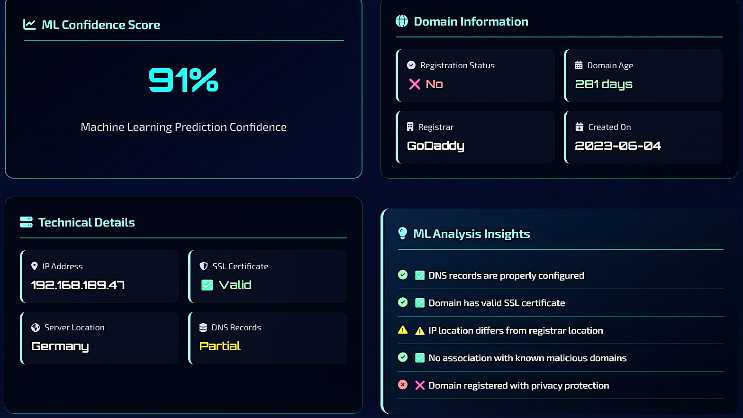 ML Confidence Score
91%
Machine Learning Prediction Confidence
Domain Information
Registration Status
No
Domain Age
281 days
Registrar
GoDaddy
Created On
2023-06-04
Technical Details
IP Address
192.168.189.47
SSL Certificate
Valid
Server Location
Germany
DNS Records
Partial
ML Analysis Insights
DNS records are properly configured
Domain has valid SSL certificate
IP location differs from registrar location
No association with known malicious domains
Domain registered with privacy protection